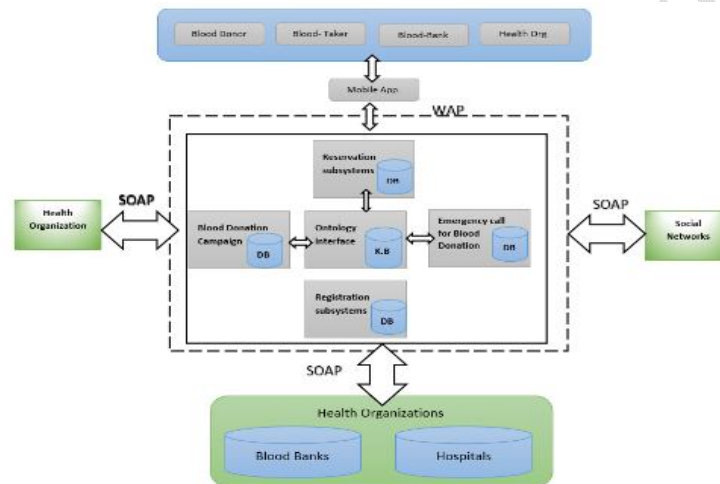 Blood Donor
Blood- Taker
Blood-Bank
Health Org
Mobile App
WAP
Reservation
subsystems
DB
SOAP
SOAP
Health
Organization
Blood Donation
Campaign
DB
Ontology
Interface
K.B
Emergency call
for Blood
Donation
DB
Social
Networks
Registration
subsystems
DB
SOAP
Health Organizations
Blood Banks
Hospitals